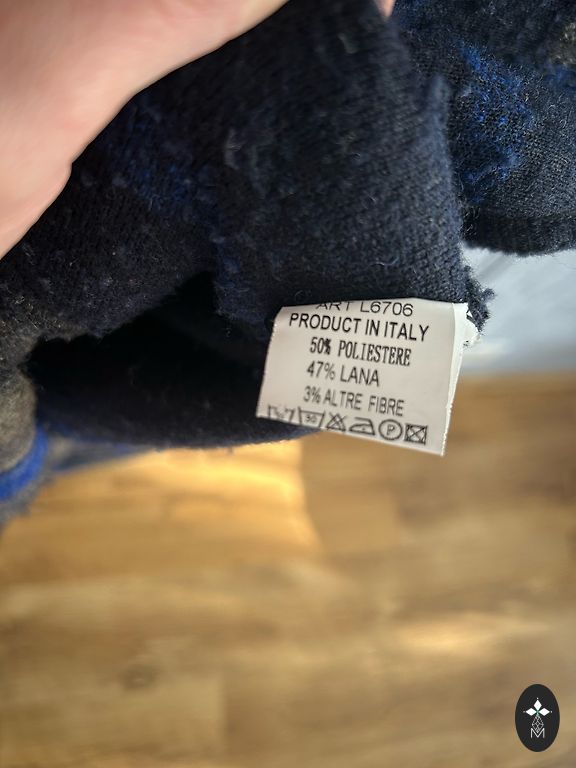 ART L6706
PRODUCT IN ITALY
50% POLIESTERE
47% LANA
3% ALTRE FIBRE
P
M